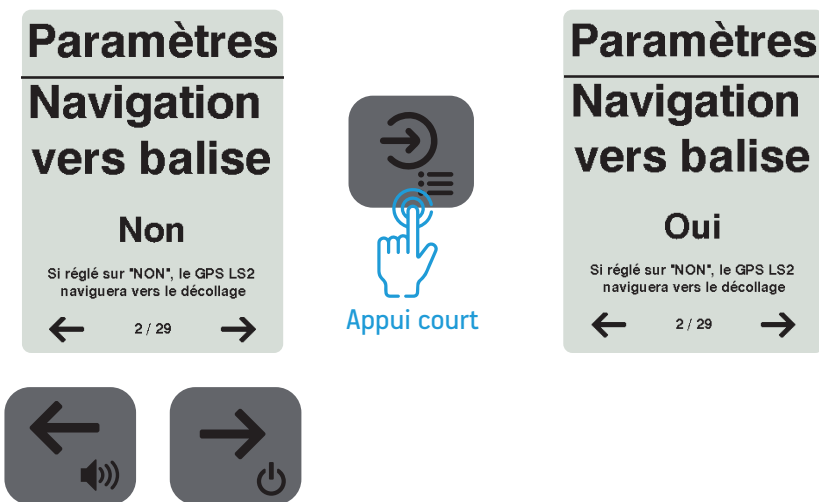 Paramètres
Navigation
vers balise
Non
Si réglé sur "NON", le GPS LS2
naviguera vers le décollage
2 / 29
Appui court
Paramètres
Navigation
vers balise
Oui
Si réglé sur "NON", le GPS LS2
naviguera vers le décollage
2 / 29